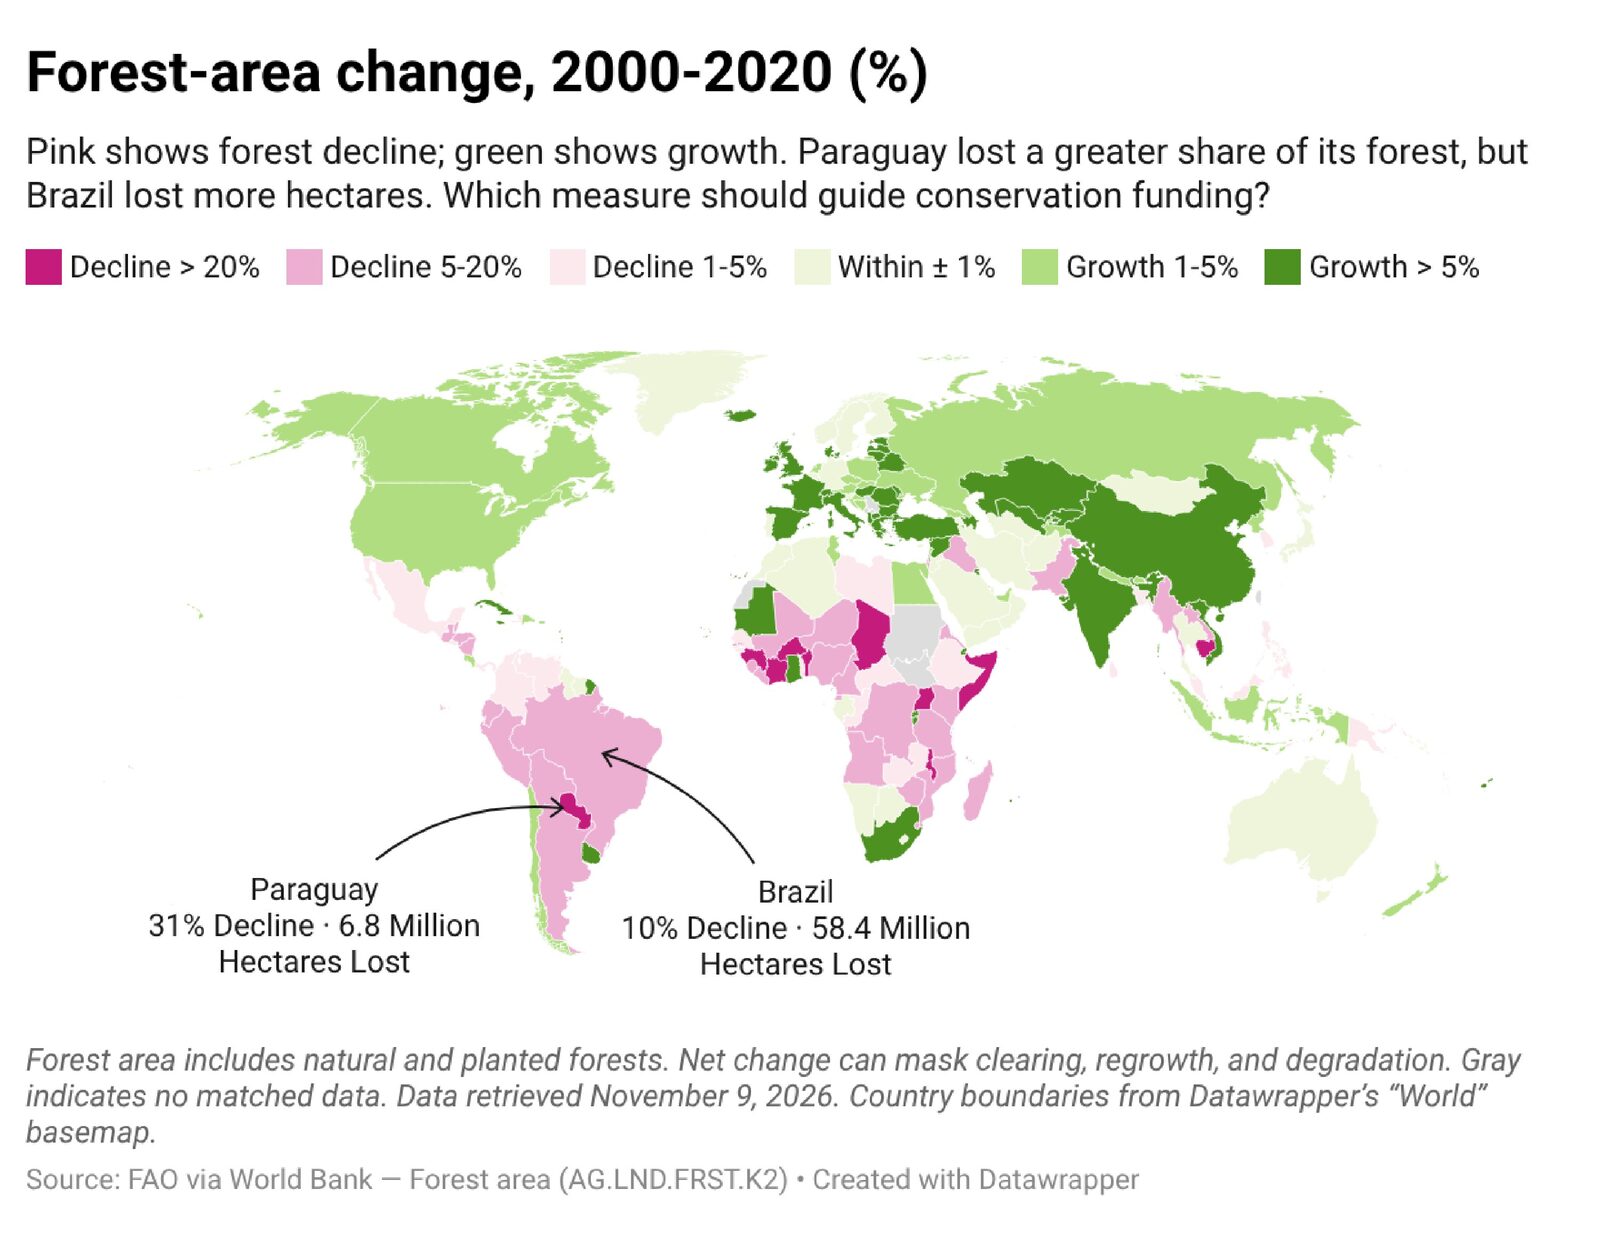 Forest-area change, 2000-2020 (%)
Pink shows forest decline; green shows growth. Paraguay lost a greater share of its forest, but
Brazil lost more hectares. Which measure should guide conservation funding?
Decline > 20%
Decline 5-20%
Decline 1-5%
Within ± 1%
Growth 1-5%
Growth > 5%
Paraguay
31% Decline · 6.8 Million
Hectares Lost
Brazil
10% Decline · 58.4 Million
Hectares Lost
Forest area includes natural and planted forests. Net change can mask clearing, regrowth, and degradation. Gray
indicates no matched data. Data retrieved November 9, 2026. Country boundaries from Datawrapper’s “World”
basemap.
Source: FAO via World Bank — Forest area (AG.LND.FRST.K2) • Created with Datawrapper